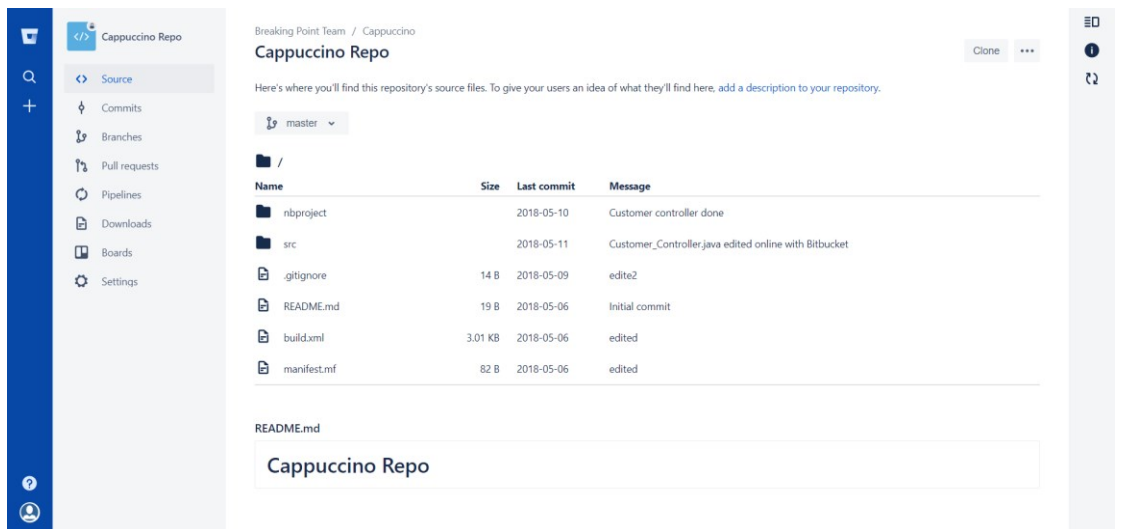 Cappuccino Repo
Source
Commits
Branches
Pull requests
Pipelines
Downloads
Boards
Settings
Breaking Point Team / Cappuccino
Cappuccino Repo
Clone
Here's where you'll find this repository's source files. To give your users an idea of what they'll find here, add a description to your repository.
master
/
Name Size Last commit Message
nbproject 2018-05-10 Customer controller done
src 2018-05-11 Customer_Controller.java edited online with Bitbucket
.gitignore 14 B 2018-05-09 edite2
README.md 19 B 2018-05-06 Initial commit
build.xml 3.01 KB 2018-05-06 edited
manifest.mf 82 B 2018-05-06 edited
README.md
Cappuccino Repo